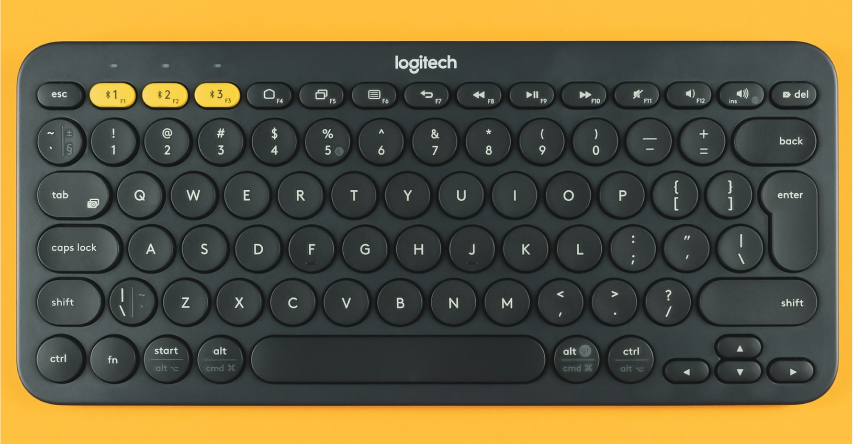 logitech
esc 1 F1 2 F2 3 F3 F4 F5 F6 F7 F8 F9 F10 F11 F12 ins del
~ ± ! @ # $ % ^ & * ( ) — +
` § 1 2 3 4 5 6 7 8 9 0 – = back
tab Q W E R T Y U I O P { [ } ] enter
caps lock A S D F G H J K L : ; " ' | \
shift | \ ~ ` Z X C V B N M < , > . ? / shift
ctrl fn start alt alt ctrl
alt ⌥ cmd ⌘ cmd ⌘ alt ⌥